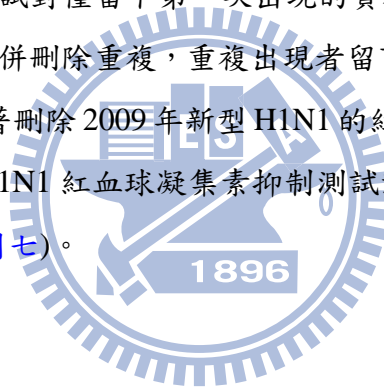 試對僅留下第一次出現的資
併刪除重複，重複出現者留
著刪除 2009 年新型 H1N1 的
1N1 紅血球凝集素抑制測試
七)。
E S A
1896